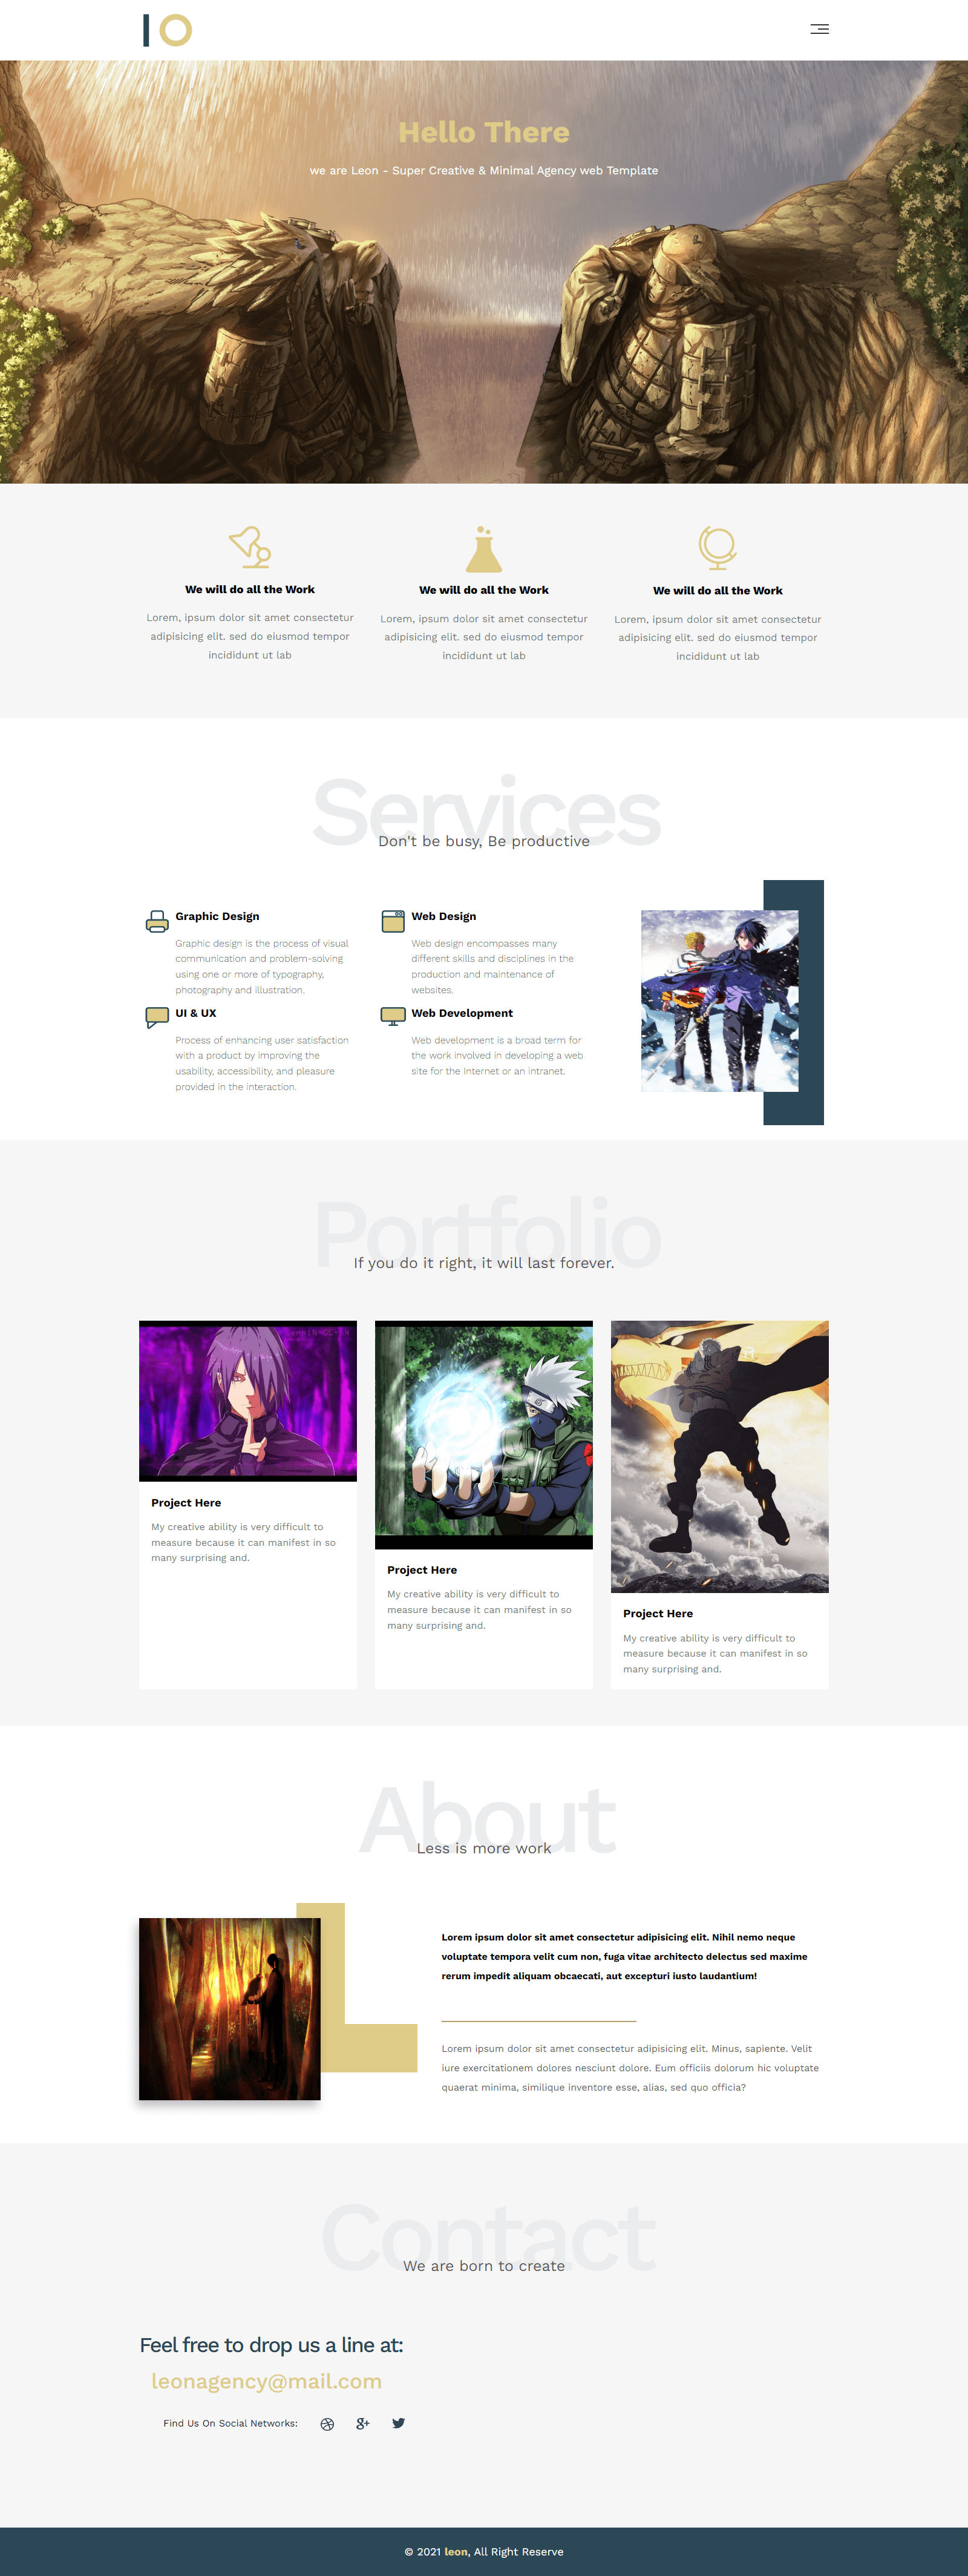 IO
Hello There
we are Leon - Super Creative & Minimal Agency web Template
We will do all the Work
Lorem, ipsum dolor sit amet consectetur
adipisicing elit. sed do eiusmod tempor
incididunt ut lab
We will do all the Work
Lorem, ipsum dolor sit amet consectetur
adipisicing elit. sed do eiusmod tempor
incididunt ut lab
We will do all the Work
Lorem, ipsum dolor sit amet consectetur
adipisicing elit. sed do eiusmod tempor
incididunt ut lab
Services
Don't be busy, Be productive
Graphic Design
Graphic design is the process of visual
communication and problem-solving
using one or more of typography,
photography and illustration.
Web Design
Web design encompasses many
different skills and disciplines in the
production and maintenance of
websites.
UI & UX
Process of enhancing user satisfaction
with a product by improving the
usability, accessibility, and pleasure
provided in the interaction.
Web Development
Web development is a broad term for
the work involved in developing a web
site for the Internet or an intranet.
Portfolio
If you do it right, it will last forever.
Project Here
My creative ability is very difficult to
measure because it can manifest in so
many surprising and.
Project Here
My creative ability is very difficult to
measure because it can manifest in so
many surprising and.
Project Here
My creative ability is very difficult to
measure because it can manifest in so
many surprising and.
About
Less is more work
Lorem ipsum dolor sit amet consectetur adipisicing elit. Nihil nemo neque
voluptate tempora velit cum non, fuga vitae architecto delectus sed maxime
rerum impedit aliquam obcaecati, aut excepturi iusto laudantium!
Lorem ipsum dolor sit amet consectetur adipisicing elit. Minus, sapiente. Velit
iure exercitationem dolores nesciunt dolore. Eum officiis dolorum hic voluptate
quaerat minima, similique inventore esse, alias, sed quo officia?
Contact
We are born to create
Feel free to drop us a line at:
leonagency@mail.com
Find Us On Social Networks:
© 2021 leon, All Right Reserve